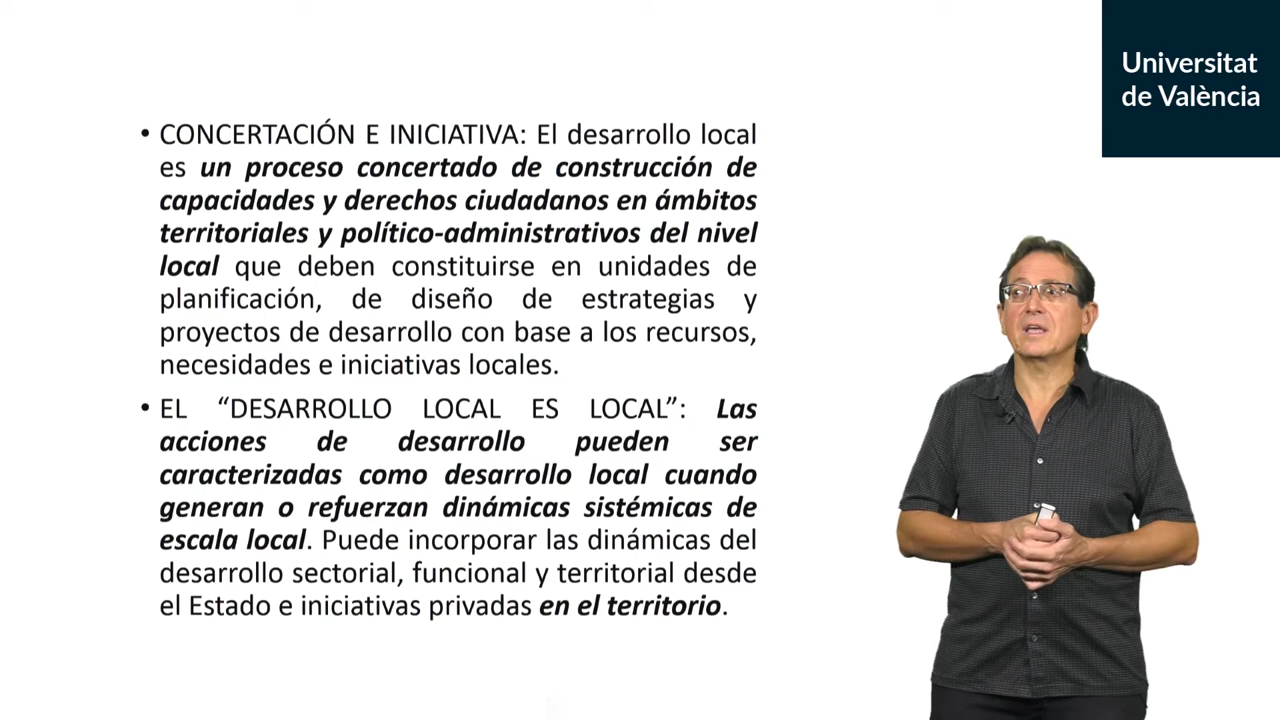 Universitat
de València
• CONCERTACIÓN E INICIATIVA: El desarrollo local
es un proceso concertado de construcción de
capacidades y derechos ciudadanos en ámbitos
territoriales y político-administrativos del nivel
local que deben constituirse en unidades de
planificación, de diseño de estrategias y
proyectos de desarrollo con base a los recursos,
necesidades e iniciativas locales.
• EL “DESARROLLO LOCAL ES LOCAL”: Las
acciones de desarrollo pueden ser
caracterizadas como desarrollo local cuando
generan o refuerzan dinámicas sistémicas de
escala local. Puede incorporar las dinámicas del
desarrollo sectorial, funcional y territorial desde
el Estado e iniciativas privadas en el territorio.